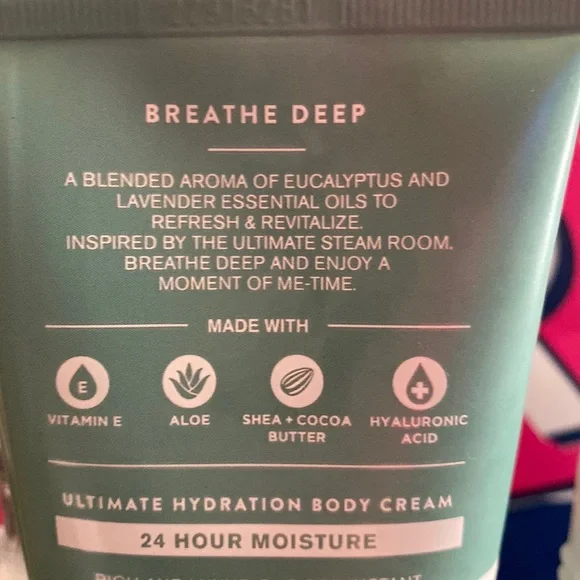 BREATHE DEEP
A BLENDED AROMA OF EUCALYPTUS AND
LAVENDER ESSENTIAL OILS TO
REFRESH & REVITALIZE.
INSPIRED BY THE ULTIMATE STEAM ROOM.
BREATHE DEEP AND ENJOY A
MOMENT OF ME-TIME.
MADE WITH
E
VITAMIN E
ALOE
SHEA + COCOA
BUTTER
HYALURONIC
ACID
ULTIMATE HYDRATION BODY CREAM
24 HOUR MOISTURE